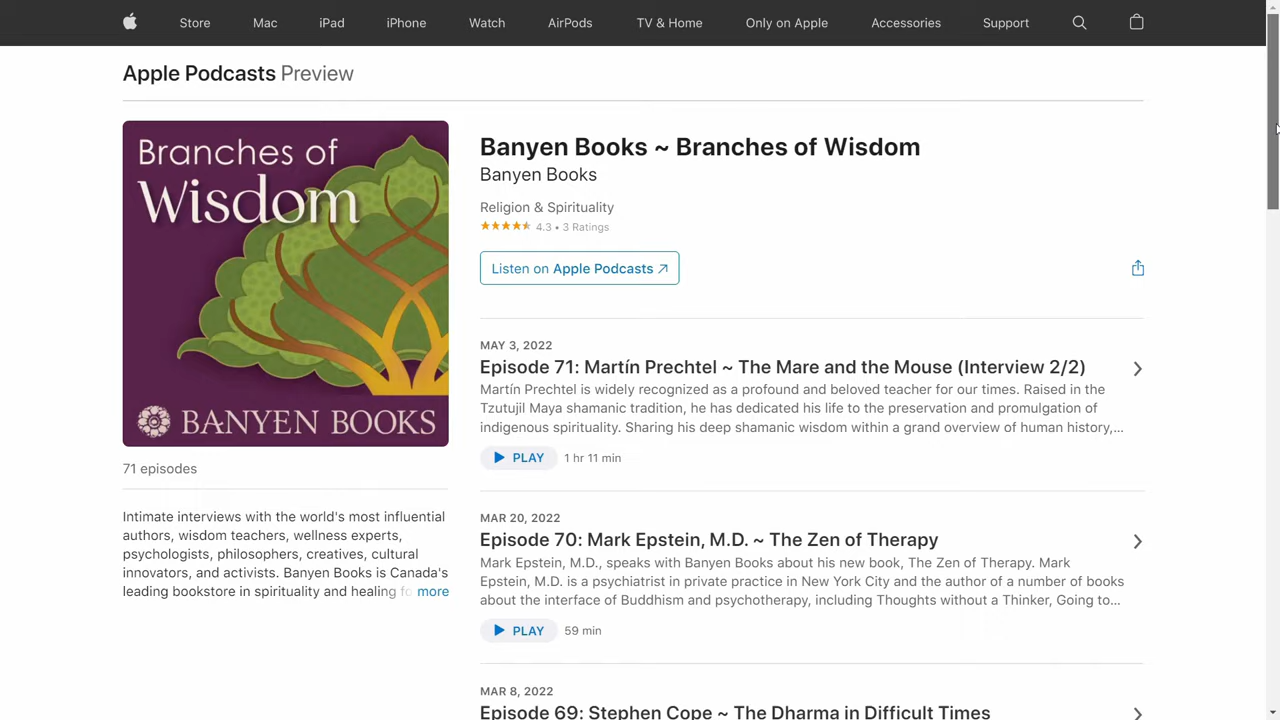 Store Mac iPad iPhone Watch AirPods TV & Home Only on Apple Accessories Support
Apple Podcasts Preview
Branches of
Wisdom
BANYEN BOOKS
71 episodes
Intimate interviews with the world's most influential
authors, wisdom teachers, wellness experts,
psychologists, philosophers, creatives, cultural
innovators, and activists. Banyen Books is Canada's
leading bookstore in spirituality and healing fo more
Banyen Books ~ Branches of Wisdom
Banyen Books
Religion & Spirituality
4.3 • 3 Ratings
Listen on Apple Podcasts ↗
MAY 3, 2022
Episode 71: Martín Prechtel ~ The Mare and the Mouse (Interview 2/2)
Martín Prechtel is widely recognized as a profound and beloved teacher for our times. Raised in the
Tzutujil Maya shamanic tradition, he has dedicated his life to the preservation and promulgation of
indigenous spirituality. Sharing his deep shamanic wisdom within a grand overview of human history,...
PLAY 1 hr 11 min
MAR 20, 2022
Episode 70: Mark Epstein, M.D. ~ The Zen of Therapy
Mark Epstein, M.D., speaks with Banyen Books about his new book, The Zen of Therapy. Mark
Epstein, M.D. is a psychiatrist in private practice in New York City and the author of a number of books
about the interface of Buddhism and psychotherapy, including Thoughts without a Thinker, Going to...
PLAY 59 min
MAR 8, 2022
Episode 69: Stephen Cope ~ The Dharma in Difficult Times